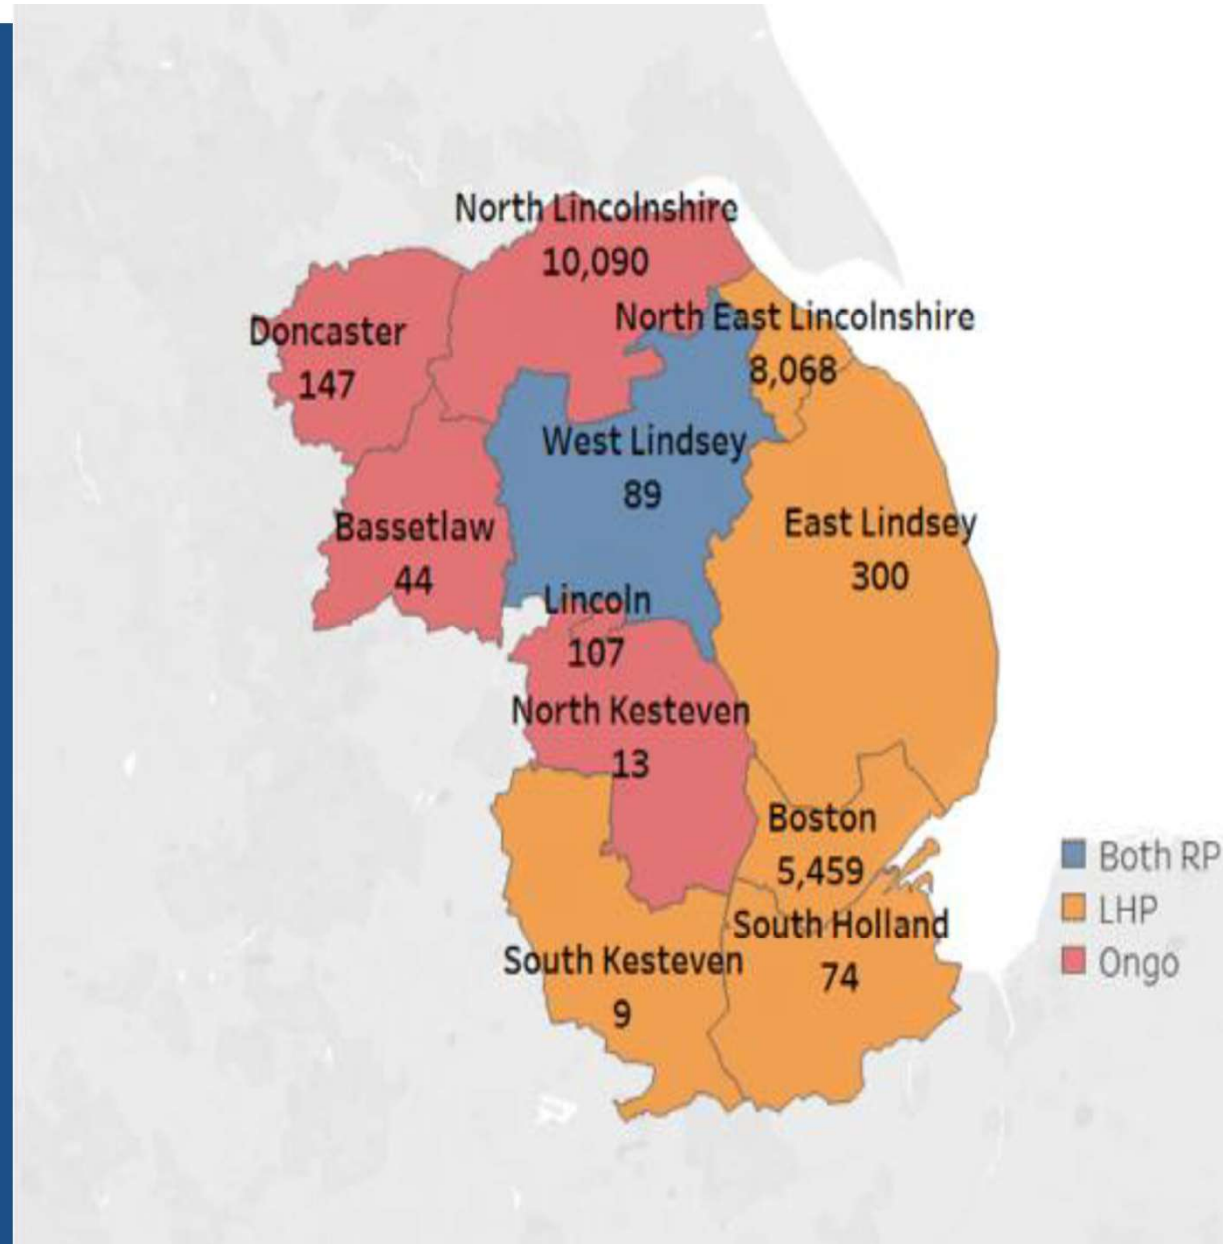 North Lincolnshire
10,090
North East Lincolnshire
8,068
Doncaster
147
West Lindsey
89
Bassetlaw
44
East Lindsey
300
Lincoln
107
North Kesteven
13
Boston
5,459
South Holland
74
South Kesteven
9
Both RP
LHP
Ongo